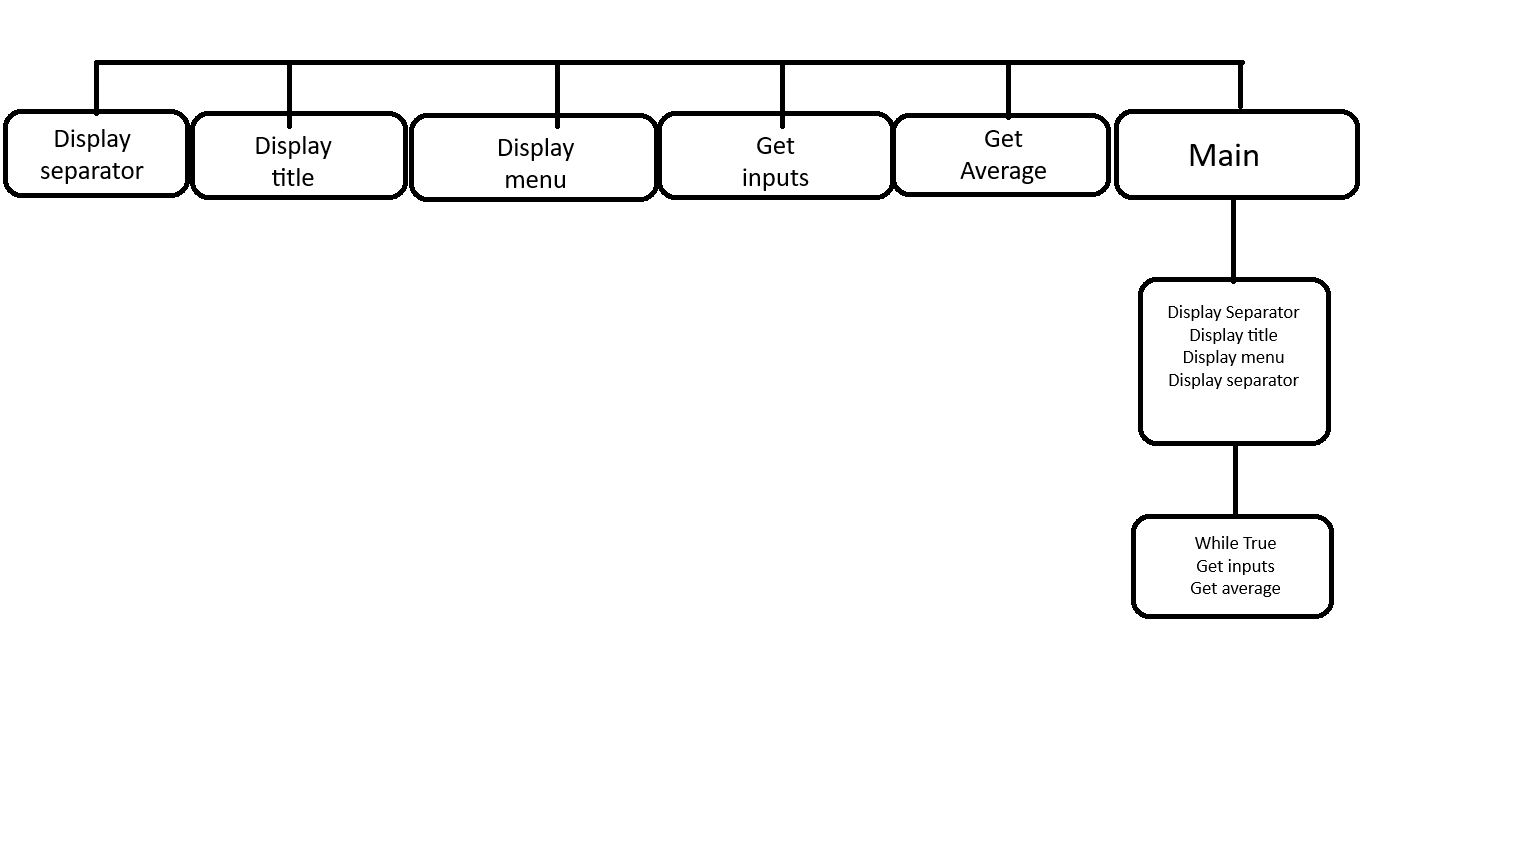 Display
separator
Display
title
Display
menu
Get
inputs
Get
Average
Main
Display Separator
Display title
Display menu
Display separator
While True
Get inputs
Get average